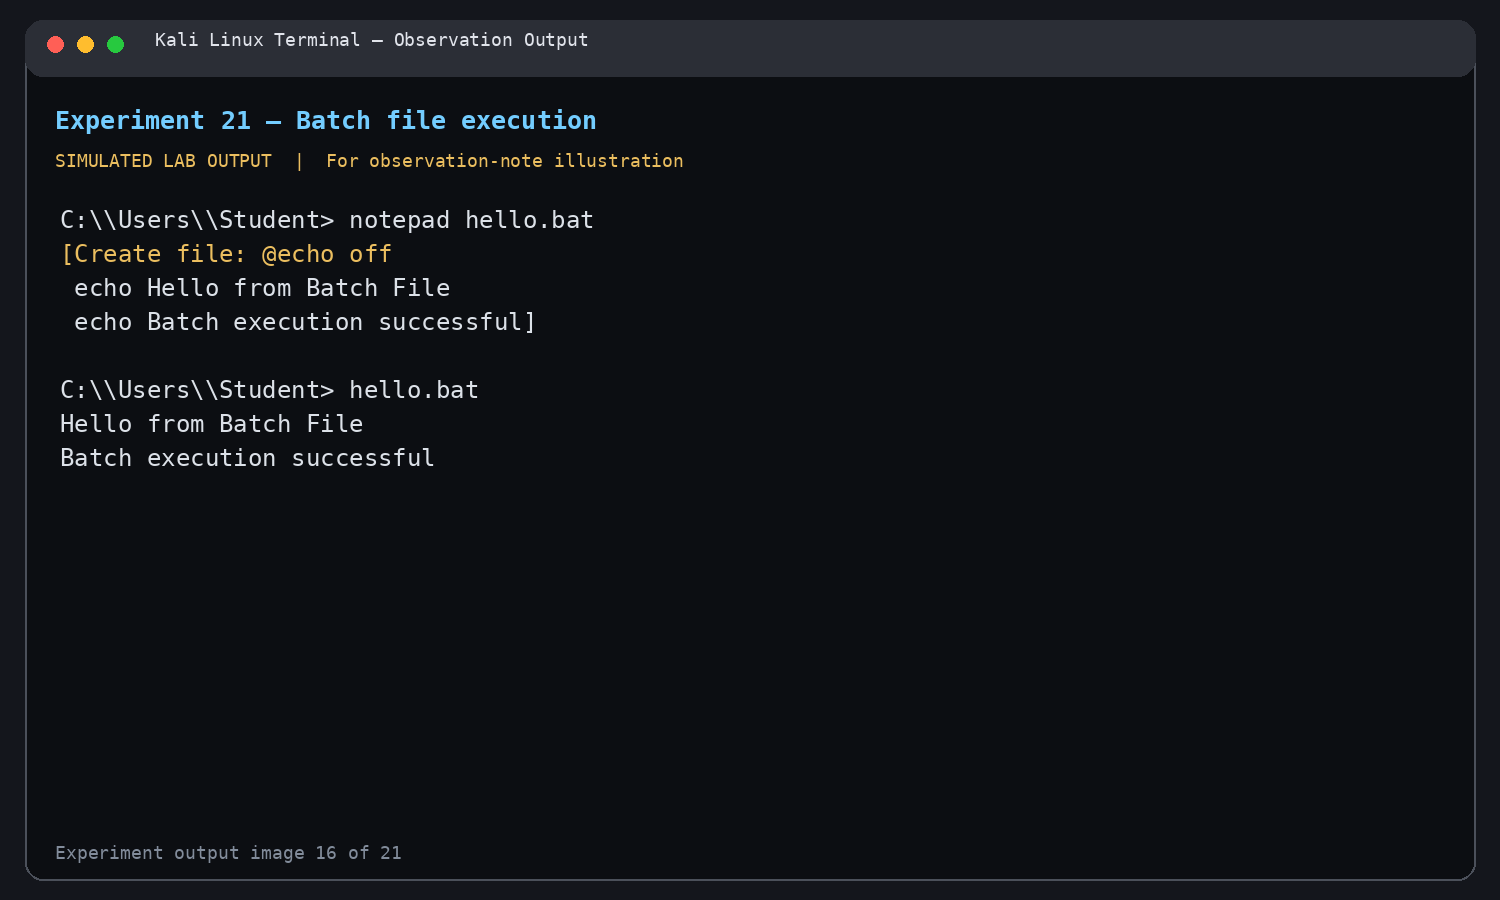 Kali Linux Terminal — Observation Output
Experiment 21 — Batch file execution
SIMULATED LAB OUTPUT  |  For observation-note illustration
C:\\Users\\Student> notepad hello.bat
[Create file: @echo off
 echo Hello from Batch File
 echo Batch execution successful]
C:\\Users\\Student> hello.bat
Hello from Batch File
Batch execution successful
Experiment output image 16 of 21